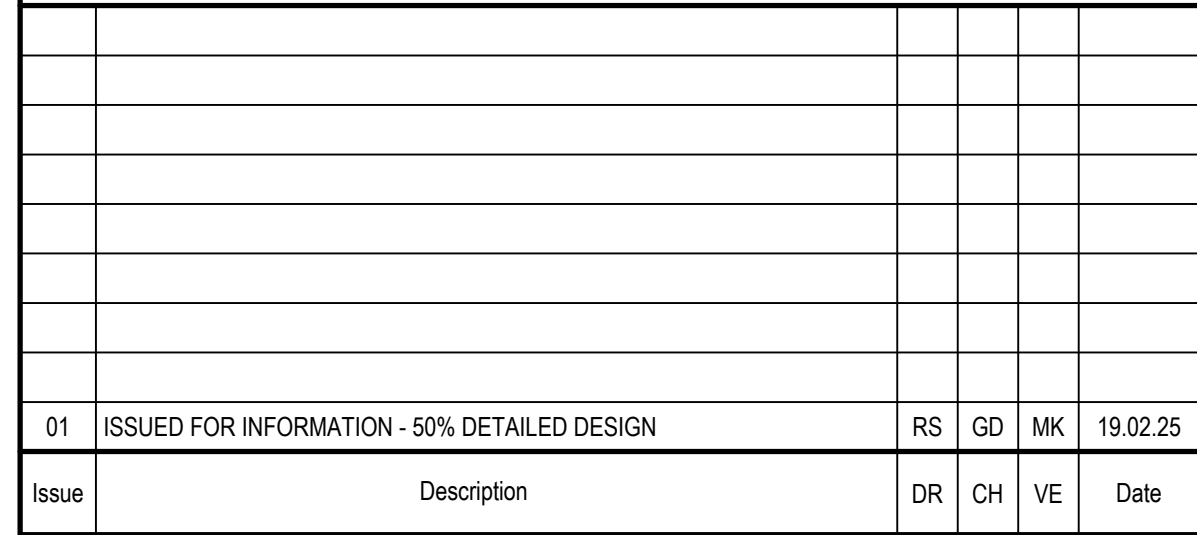 01 ISSUED FOR INFORMATION - 50% DETAILED DESIGN RS GD MK 19.02.25
Issue Description DR CH VE Date